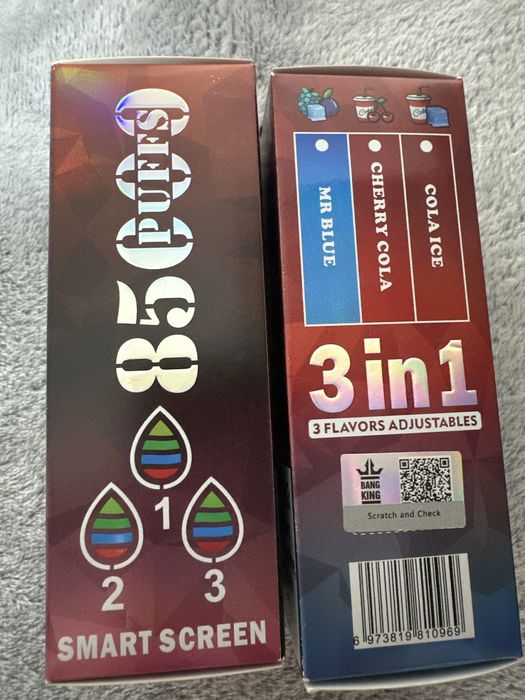 85000
PUFFS
1
2
3
SMART SCREEN
MR BLUE
CHERRY COLA
COLA ICE
3 in 1
3 FLAVORS ADJUSTABLES
BANG
KING
Scratch and Check
6 973819 810969